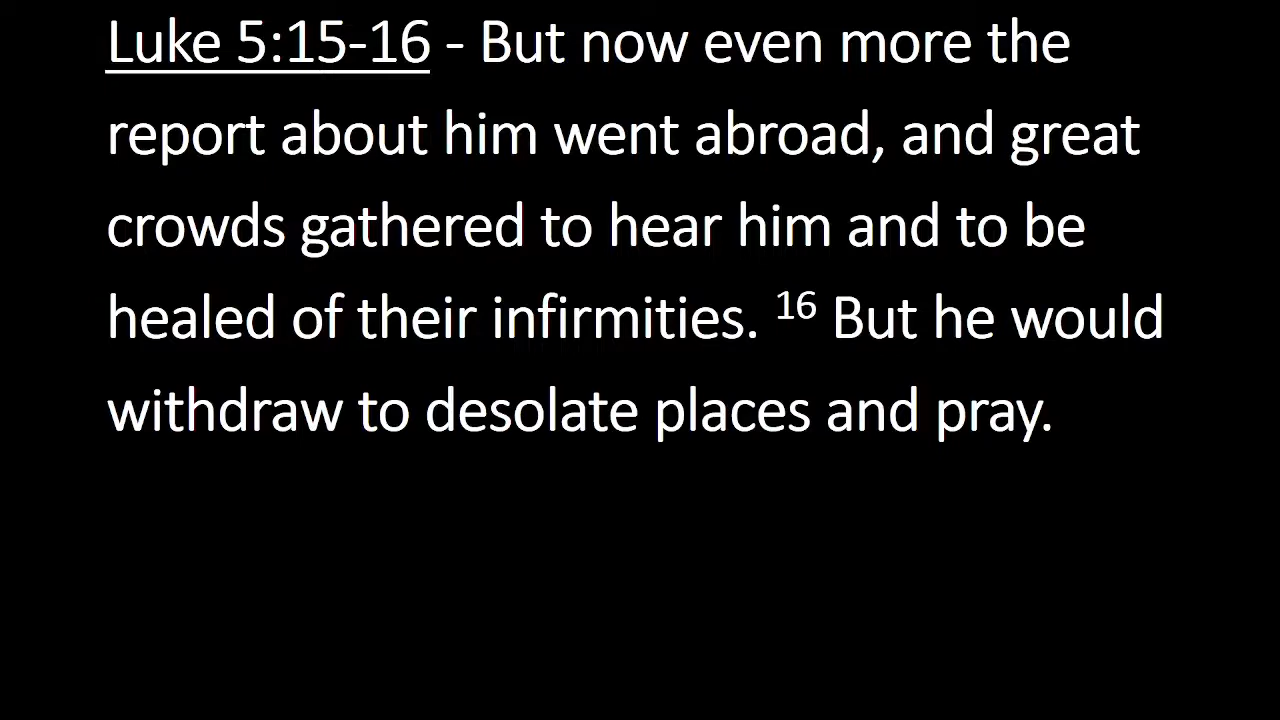 Luke 5:15-16 - But now even more the
report about him went abroad, and great
crowds gathered to hear him and to be
healed of their infirmities. 16 But he would
withdraw to desolate places and pray.